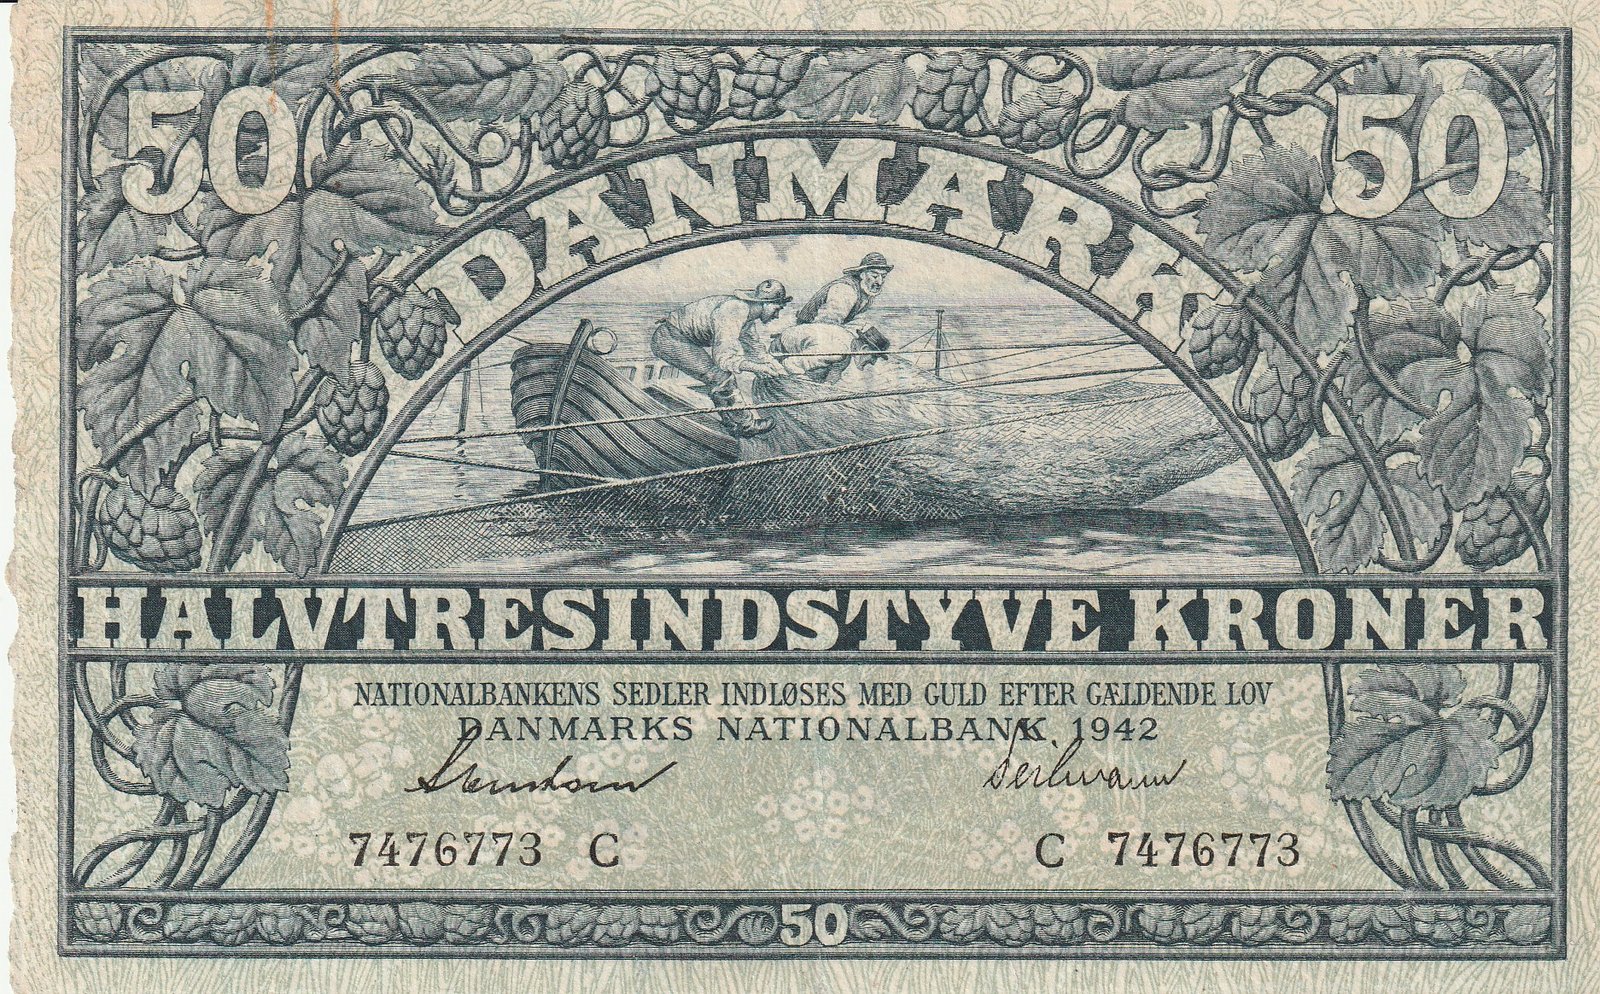 50 50
DANMARK
HALVTRESINDSTYVE KRONER
NATIONALBANKENS SEDLER INDLØSES MED GULD EFTER GÆLDENDE LOV
DANMARKS NATIONALBANK. 1942
Svendsen
7476773 C C 7476773
50